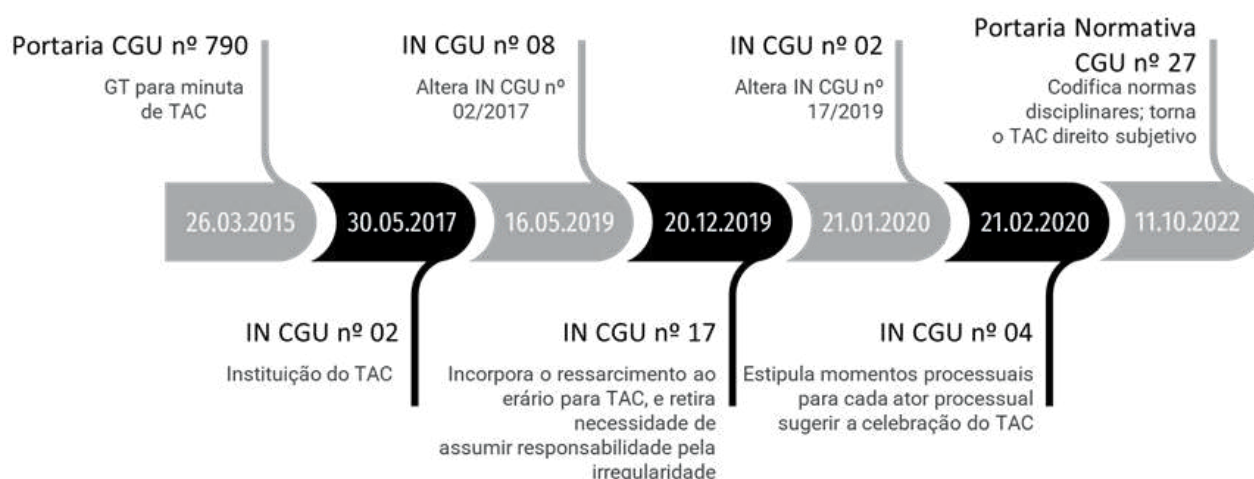 Portaria CGU nº 790
GT para minuta
de TAC
IN CGU nº 08
Altera IN CGU nº
02/2017
IN CGU nº 02
Altera IN CGU nº
17/2019
Portaria Normativa
CGU nº 27
Codifica normas
disciplinares; torna
o TAC direito subjetivo
26.03.2015
30.05.2017
16.05.2019
20.12.2019
21.01.2020
21.02.2020
11.10.2022
IN CGU nº 02
Instituição do TAC
IN CGU nº 17
Incorpora o ressarcimento ao
erário para TAC, e retira
necessidade de
assumir responsabilidade pela
irregularidade
IN CGU nº 04
Estipula momentos processuais
para cada ator processual
sugerir a celebração do TAC